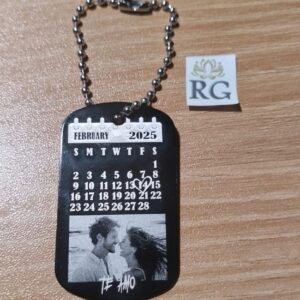 FEBRUARY 2025
S M T W T F S
1
2 3 4 5 6 7 8
9 10 11 12 13 14 15
16 17 18 19 20 21 22
23 24 25 26 27 28
TE AMO
RG